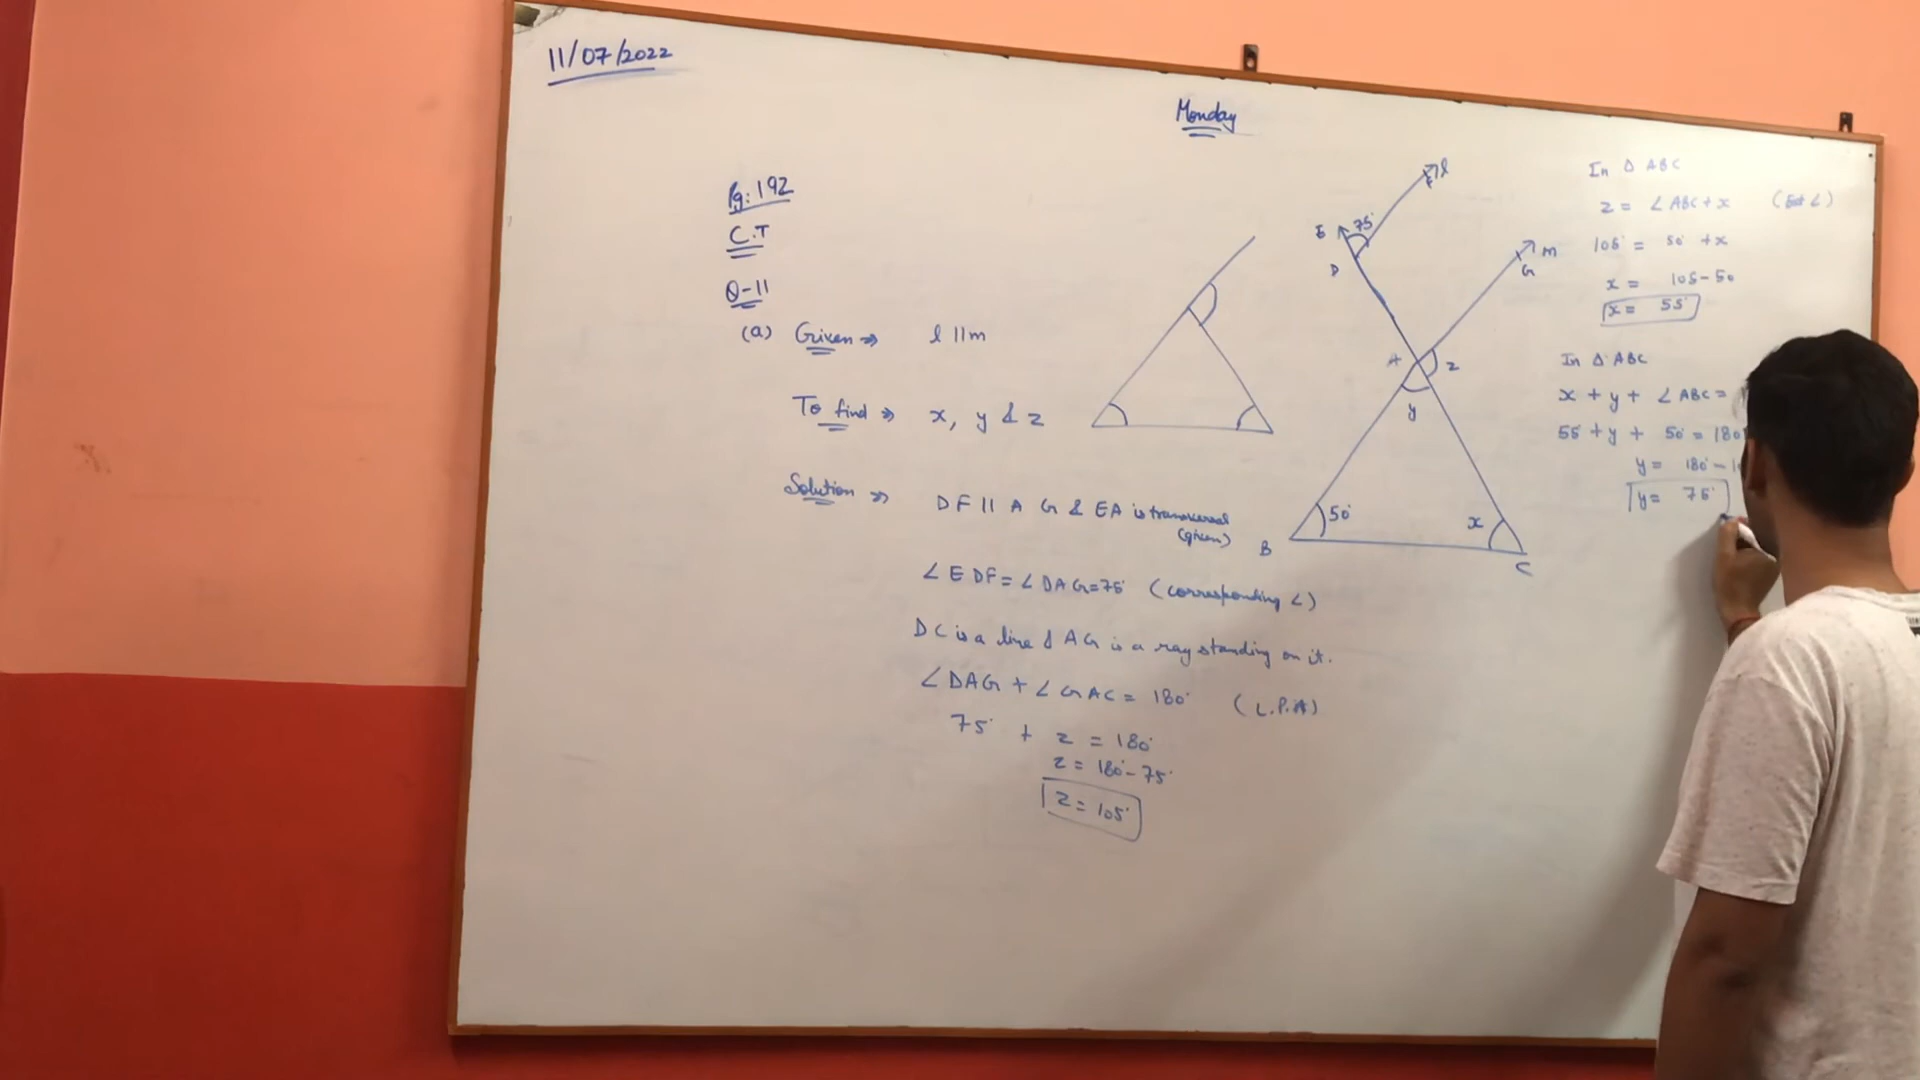 11/07/2022
Monday
Pg: 192
C.T
Q-11
(a) Given ⇒ l || m
To find ⇒ x, y & z
Solution ⇒ DF || A G & EA is transversal
(given)
∠ EDF = ∠ DAG = 75° (corresponding ∠)
DC is a line & AG is a ray standing on it.
∠ DAG + ∠ GAC = 180° (L.P.A)
75° + z = 180°
z = 180° - 75°
z = 105°
l
E 75° F
D
m
G
A z
y
50° x
B
C
In Δ ABC
z = ∠ ABC + x (Ext ∠)
105° = 50° + x
x = 105 - 50
x = 55°
In Δ ABC
x + y + ∠ ABC =
55 + y + 50° = 180
y = 180° -
y = 75°